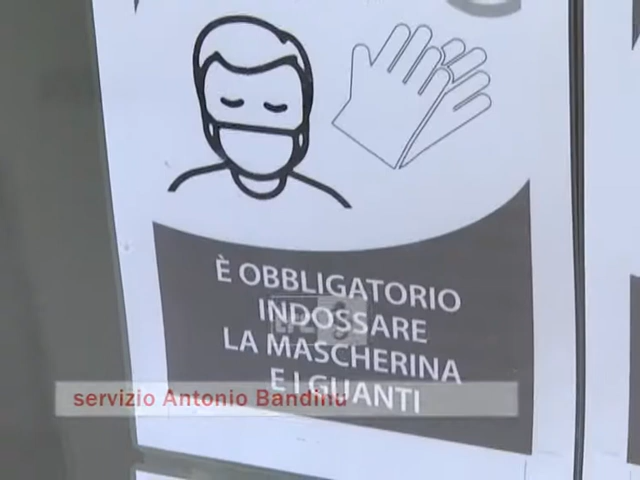 È OBBLIGATORIO
INDOSSARE
LA MASCHERINA
E I GUANTI
servizio Antonio Bandinu